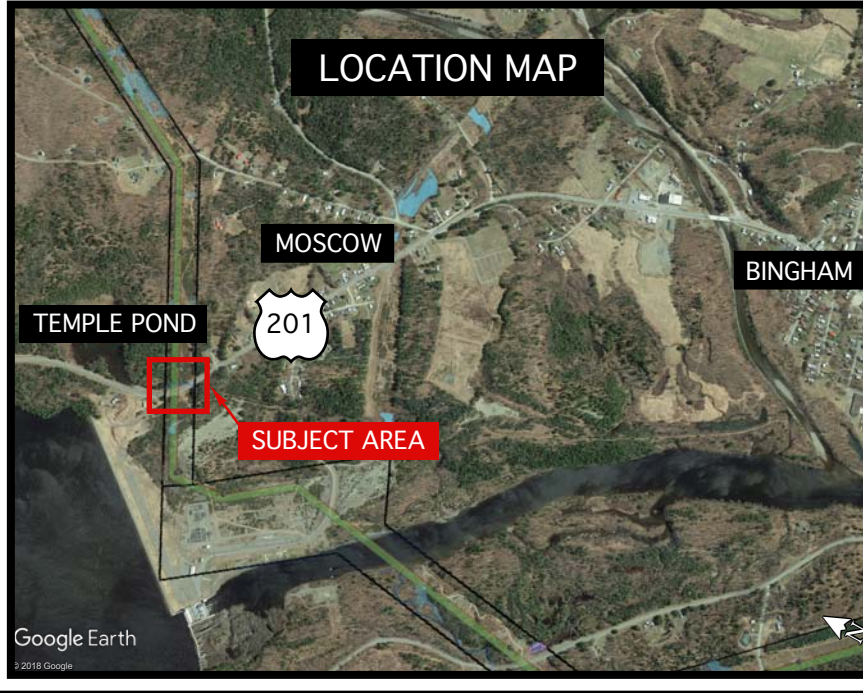 LOCATION MAP
MOSCOW
BINGHAM
TEMPLE POND
201
SUBJECT AREA
N
Google Earth
2018 Google